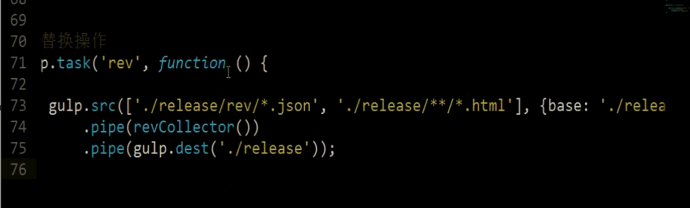 69
70 替换操作
71 p.task('rev', function () {
72
73 gulp.src(['./release/rev/*.json', './release/**/*.html'], {base: './relea
74 .pipe(revCollector())
75 .pipe(gulp.dest('./release'));
76